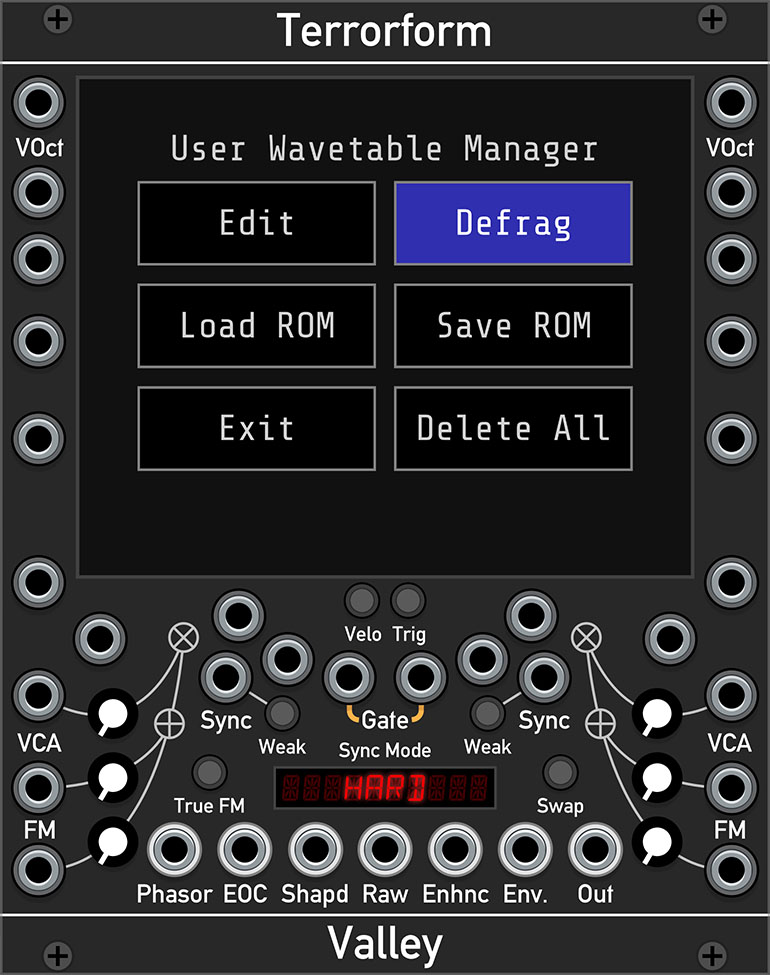 Terrorform
VOct
VOct
User Wavetable Manager
Edit
Defrag
Load ROM
Save ROM
Exit
Delete All
Velo
Trig
Sync
Gate
Sync
Weak
Sync Mode
Weak
VCA
VCA
True FM
HARD
Swap
FM
FM
Phasor
EOC
Shapd
Raw
Enhnc
Env.
Out
Valley